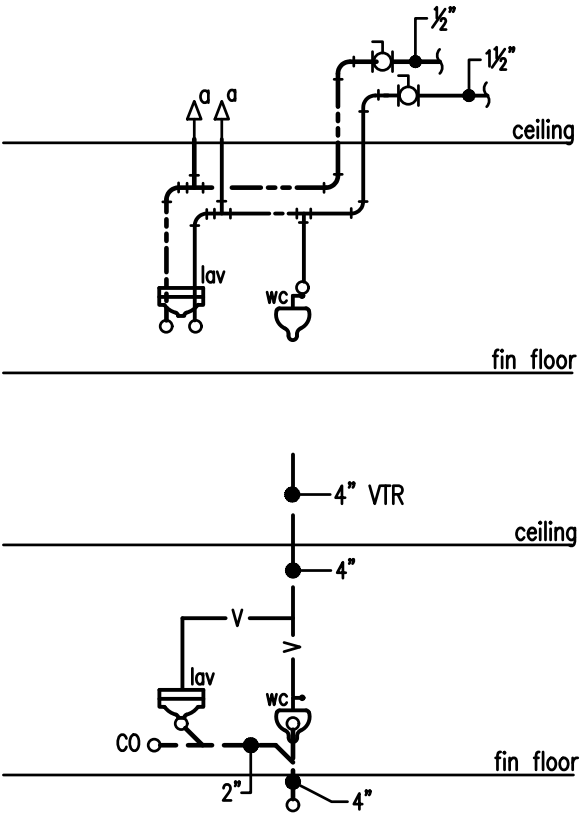 ½"
1½"
a a
ceiling
lav
wc
fin floor
4" VTR
ceiling
4"
V
V
lav
wc
CO
fin floor
2"
4"